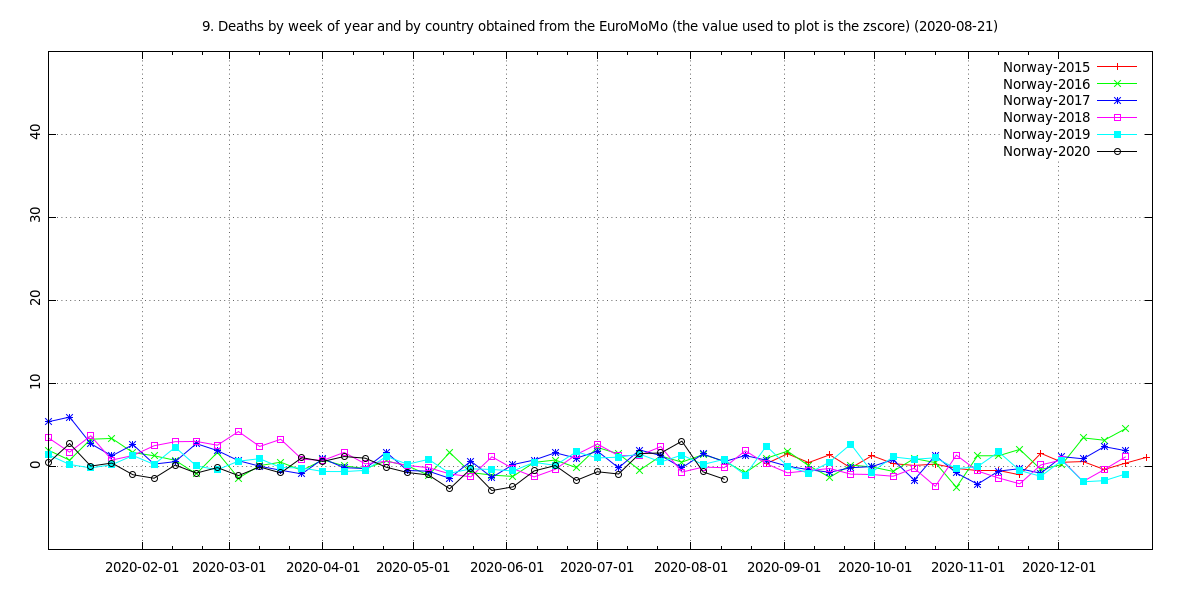 9. Deaths by week of year and by country obtained from the EuroMoMo (the value used to plot is the zscore) (2020-08-21)
Norway-2015
Norway-2016
Norway-2017
Norway-2018
Norway-2019
Norway-2020
40
30
20
10
0
2020-02-01 2020-03-01 2020-04-01 2020-05-01 2020-06-01 2020-07-01 2020-08-01 2020-09-01 2020-10-01 2020-11-01 2020-12-01